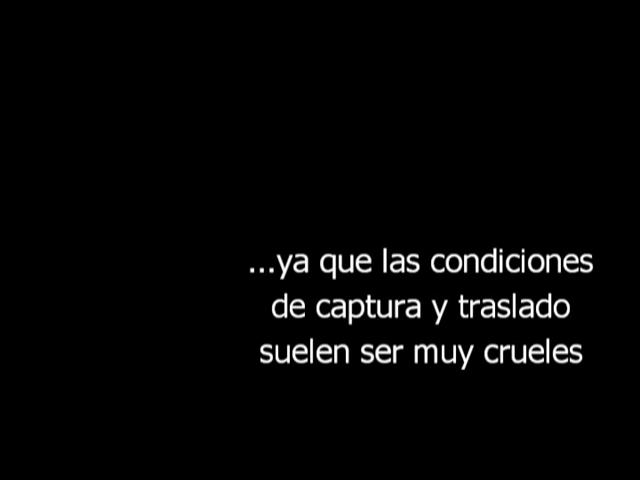 ...ya que las condiciones
de captura y traslado
suelen ser muy crueles